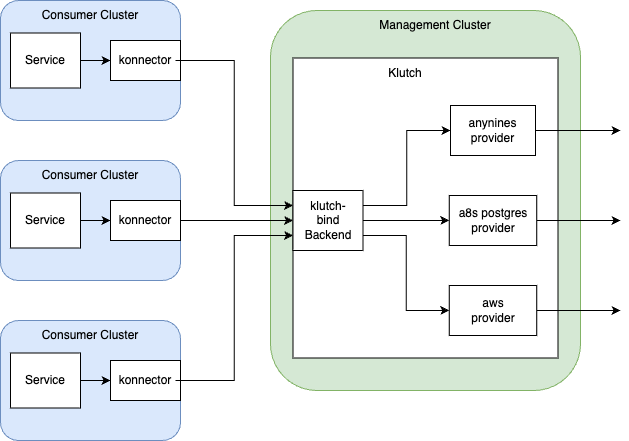 Consumer Cluster
Service
konnector
Consumer Cluster
Service
konnector
Consumer Cluster
Service
konnector
Management Cluster
Klutch
klutch-
bind
Backend
anynines
provider
a8s postgres
provider
aws
provider